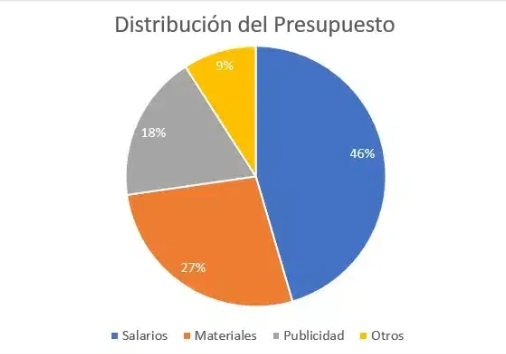 Distribución del Presupuesto
9%
18%
46%
27%
Salarios Materiales Publicidad Otros